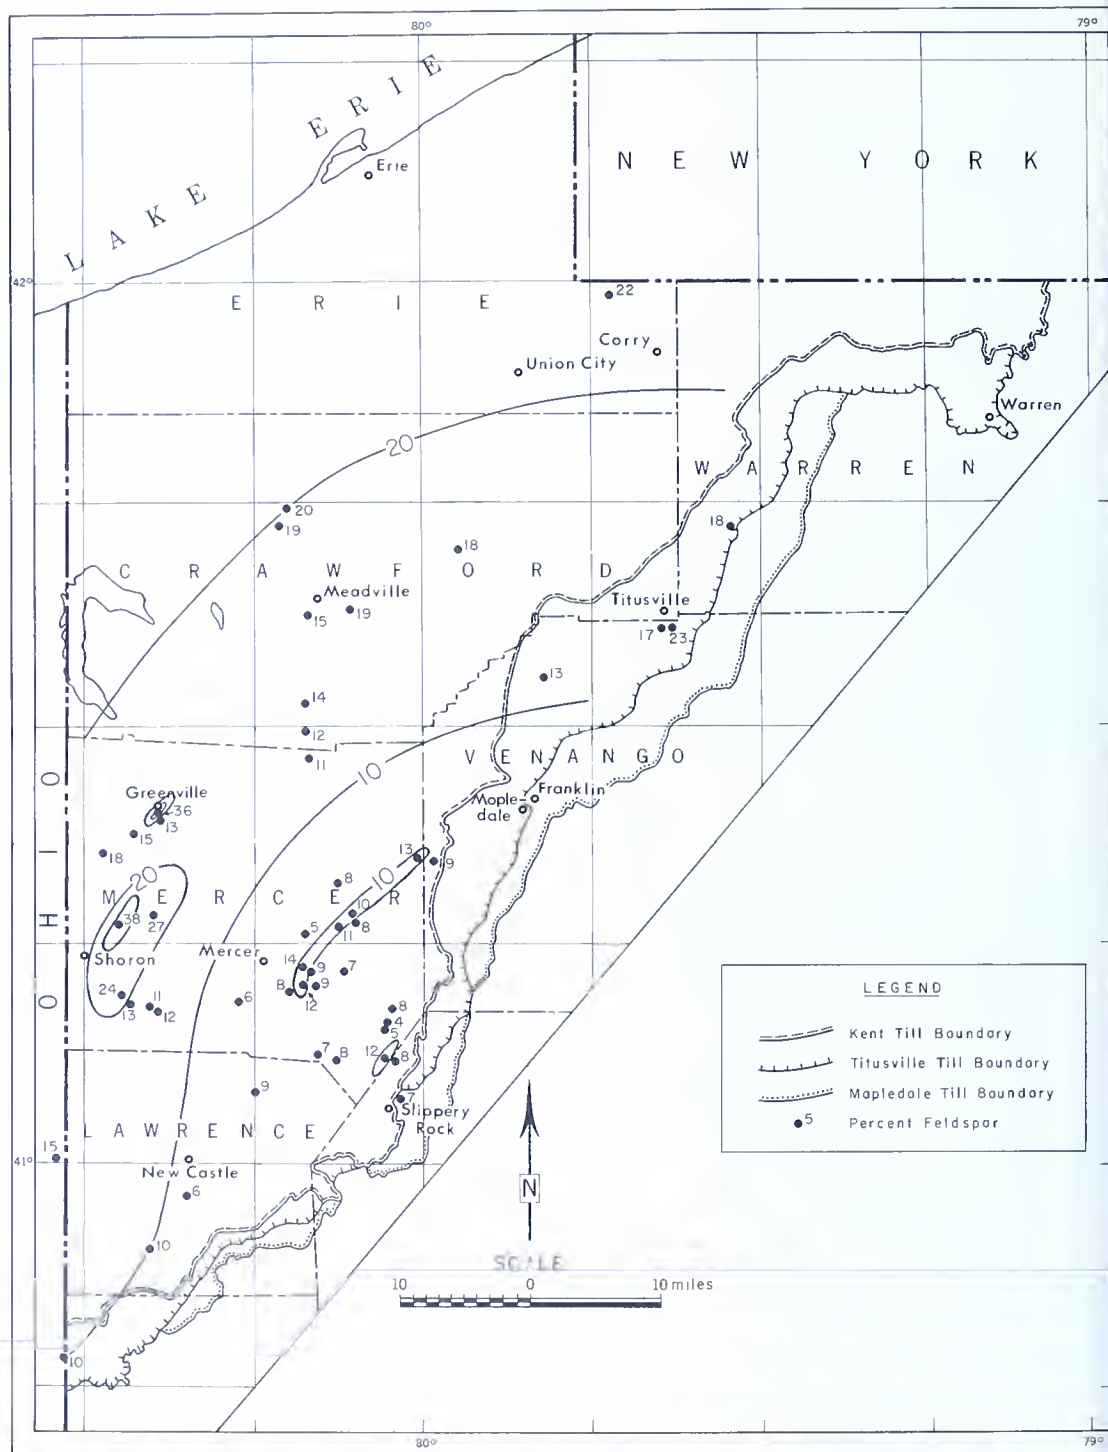 80°
79°
LAKE ERIE
Erie
NEW YORK
42°
ERIE
22
Corry
Union City
Warren
20
WARREN
20
19
18
18
CRAWFORD
Meadville
19
15
Titusville
17 23
13
14
12
11
10
VENANGO
OHIO
Greenville
36
13
15
18
Franklin
Mople-
dale
13
9
20
8
10
MERCER
38
27
10
11
8
5
Shoron
Mercer
14
9
7
B
9
12
24
13
11
12
6
8
4
5
12
8
7
B
9
7
Slippery
Rock
LAWRENCE
15
41°
New Castle
6
10
10
N
SCALE
10 0 10 miles
LEGEND
Kent Till Boundary
Titusville Till Boundary
Mapledale Till Boundary
5 Percent Feldspar
80°
79°